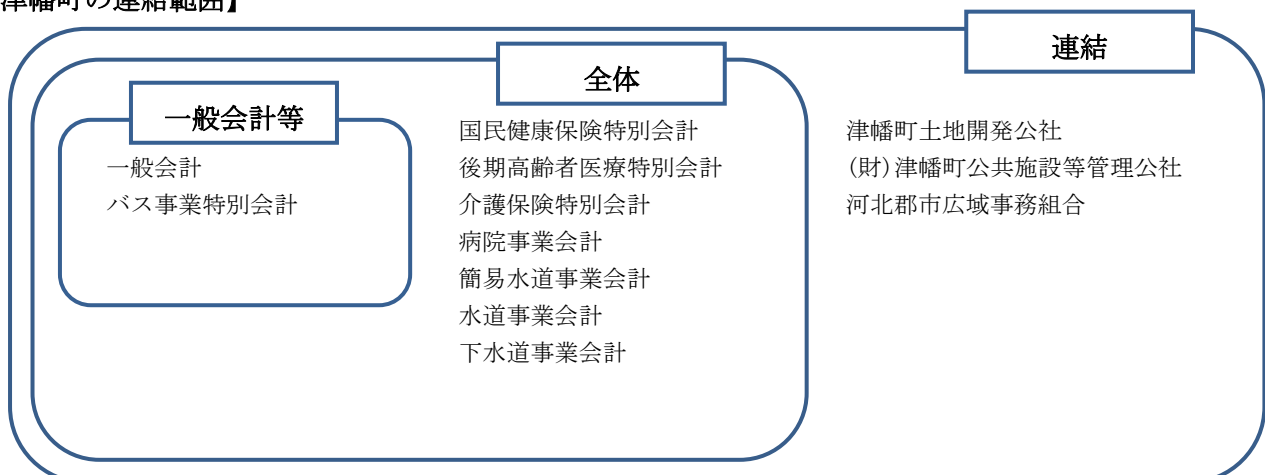 津幡町の連結範囲】
連結
全体
一般会計等
一般会計
バス事業特別会計
国民健康保険特別会計
後期高齢者医療特別会計
介護保険特別会計
病院事業会計
簡易水道事業会計
水道事業会計
下水道事業会計
津幡町土地開発公社
(財)津幡町公共施設等管理公社
河北郡市広域事務組合